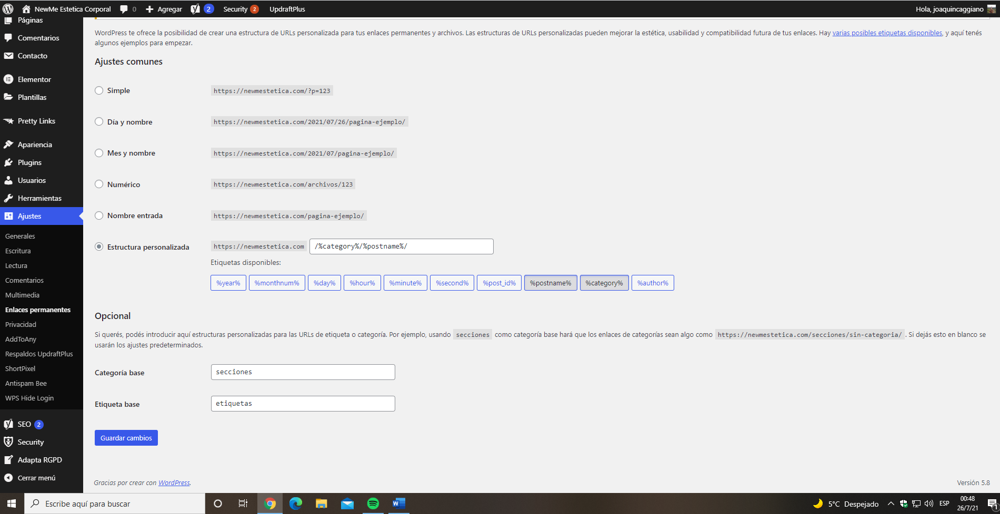 NewMe Estetica Corporal 0 Agregar 2 Security 2 UpdraftPlus Hola, joaquincaggiano
Páginas
Comentarios
Contacto
Elementor
Plantillas
Pretty Links
Apariencia
Plugins
Usuarios
Herramientas
Ajustes
Generales
Escritura
Lectura
Comentarios
Multimedia
Enlaces permanentes
Privacidad
AddToAny
Respaldos UpdraftPlus
ShortPixel
Antispam Bee
WPS Hide Login
SEO 2
Security
Adapta RGPD
Cerrar menú
WordPress te ofrece la posibilidad de crear una estructura de URLs personalizada para tus enlaces permanentes y archivos. Las estructuras de URLs personalizadas pueden mejorar la estética, usabilidad y compatibilidad futura de tus enlaces. Hay varias posibles etiquetas disponibles, y aquí tenés
algunos ejemplos para empezar.
Ajustes comunes
Simple https://newmestetica.com/?p=123
Día y nombre https://newmestetica.com/2021/07/26/pagina-ejemplo/
Mes y nombre https://newmestetica.com/2021/07/pagina-ejemplo/
Numérico https://newmestetica.com/archivos/123
Nombre entrada https://newmestetica.com/pagina-ejemplo/
Estructura personalizada https://newmestetica.com /%category%/%postname%/
Etiquetas disponibles:
%year% %monthnum% %day% %hour% %minute% %second% %post_id% %postname% %category% %author%
Opcional
Si querés, podés introducir aquí estructuras personalizadas para las URLs de etiqueta o categoría. Por ejemplo, usando secciones como categoría base hará que los enlaces de categorías sean algo como https://newmestetica.com/secciones/sin-categoria/ . Si dejás esto en blanco se
usarán los ajustes predeterminados.
Categoría base secciones
Etiqueta base etiquetas
Guardar cambios
Gracias por crear con WordPress. Versión 5.8
Escribe aquí para buscar 5°C Despejado ESP 00:48
26/7/21 1